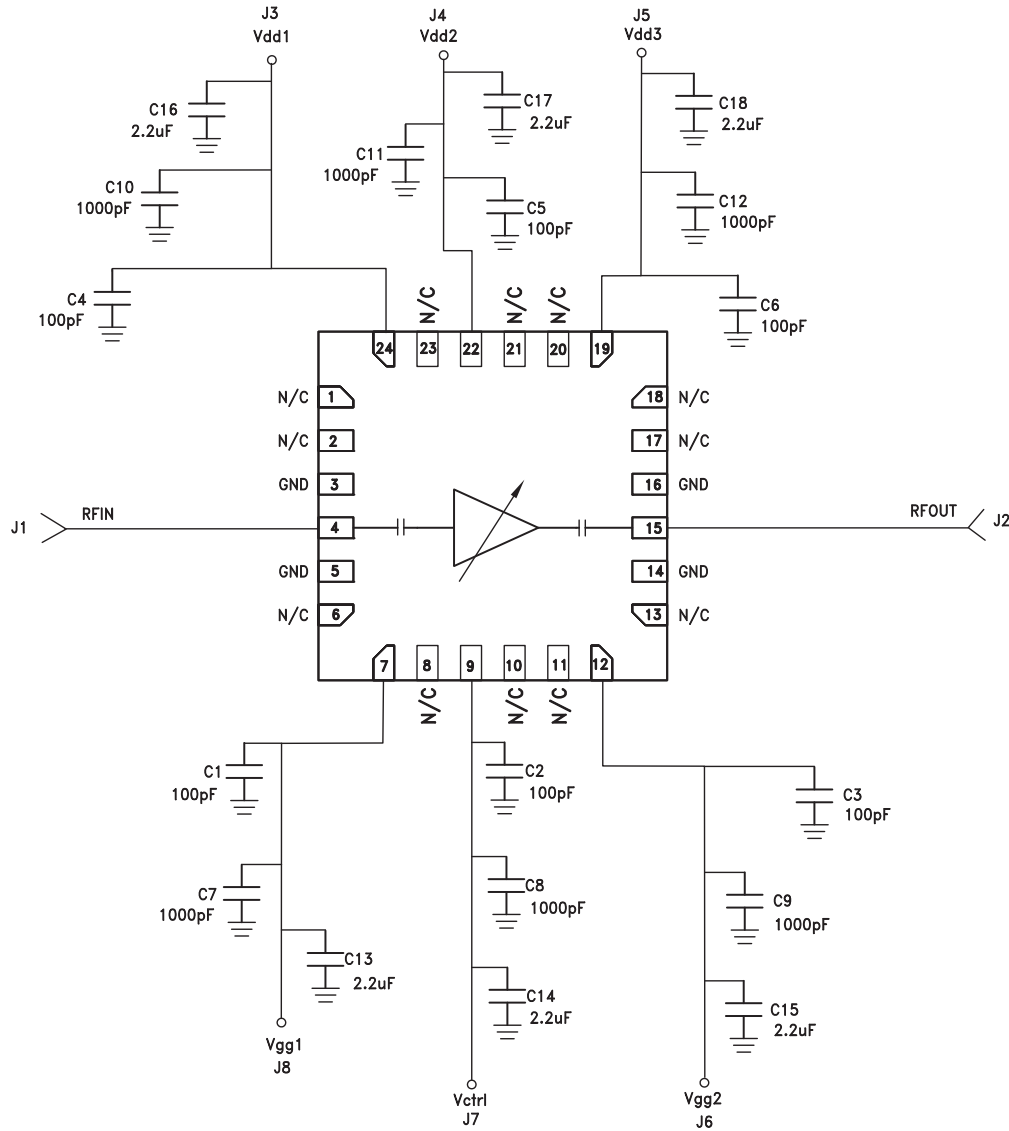 J3
Vdd1
J4
Vdd2
J5
Vdd3
C16
2.2uF
C17
2.2uF
C18
2.2uF
C11
1000pF
C10
1000pF
C5
100pF
C12
1000pF
C4
100pF
C6
100pF
N/C
N/C
N/C
24
23
22
21
20
19
N/C
1
18
N/C
N/C
2
17
N/C
GND
3
16
GND
J1
RFIN
4
15
RFOUT
J2
GND
5
14
GND
N/C
6
13
N/C
7
8
9
10
11
12
N/C
N/C
N/C
C1
100pF
C2
100pF
C3
100pF
C7
1000pF
C8
1000pF
C9
1000pF
C13
2.2uF
C14
2.2uF
C15
2.2uF
Vgg1
J8
Vctrl
J7
Vgg2
J6